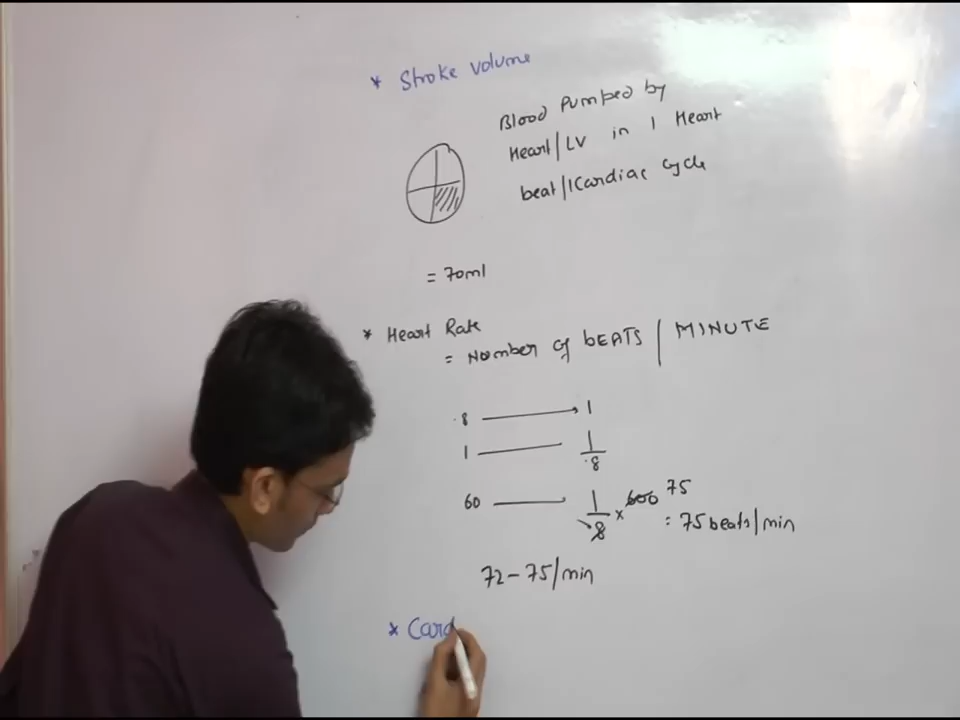 * Stroke volume
Blood Pumped by
Heart/LV in 1 Heart
beat/1Cardiac cycle
= 70ml
* Heart Rate
= Number of bEATS / MINUTE
.8 → 1
1 — 1/.8
60 — 1/.8 × 600 75
= 75 beats/min
72-75/min
* Card